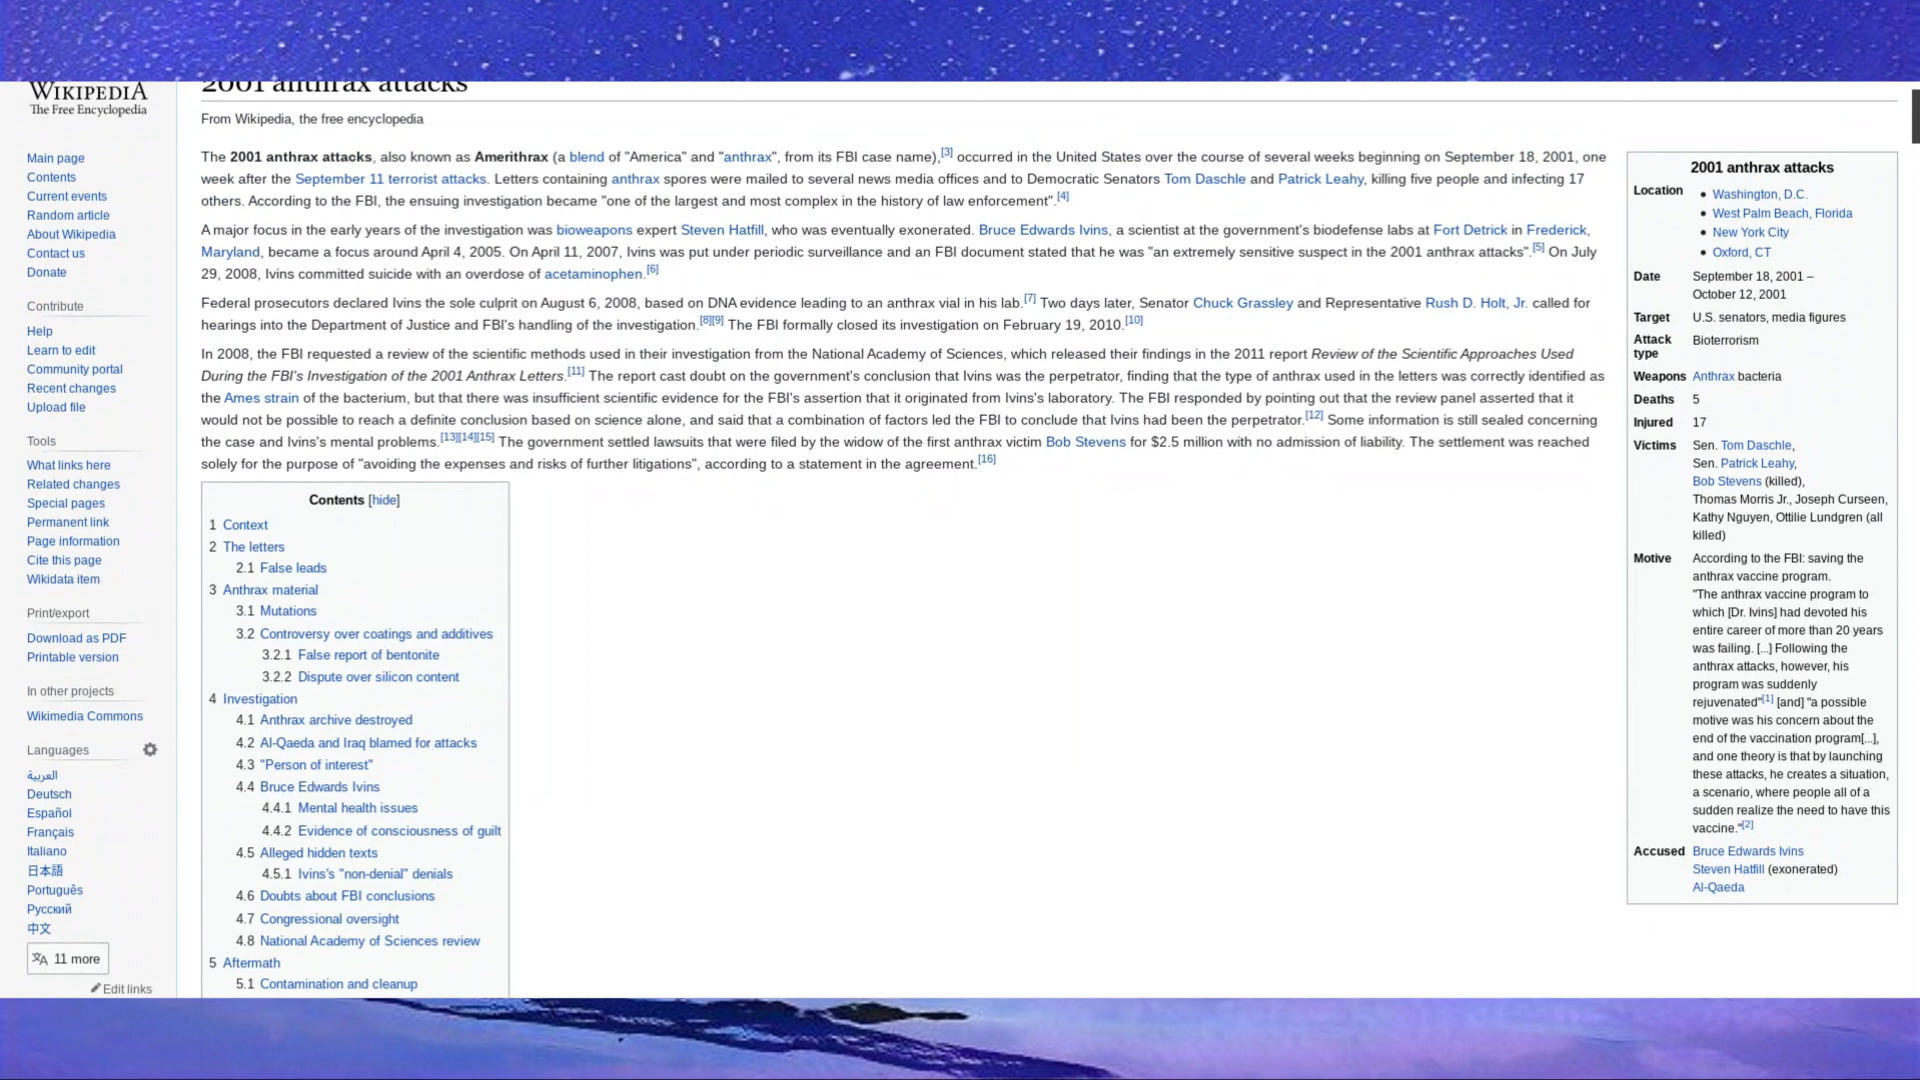 WIKIPEDIA
The Free Encyclopedia
Main page
Contents
Current events
Random article
About Wikipedia
Contact us
Donate
Contribute
Help
Learn to edit
Community portal
Recent changes
Upload file
Tools
What links here
Related changes
Special pages
Permanent link
Page information
Cite this page
Wikidata item
Print/export
Download as PDF
Printable version
In other projects
Wikimedia Commons
Languages
العربية
Deutsch
Español
Français
Italiano
日本語
Português
Русский
中文
11 more
Edit links
2001 anthrax attacks
From Wikipedia, the free encyclopedia
The 2001 anthrax attacks, also known as Amerithrax (a blend of "America" and "anthrax", from its FBI case name),[3] occurred in the United States over the course of several weeks beginning on September 18, 2001, one
week after the September 11 terrorist attacks. Letters containing anthrax spores were mailed to several news media offices and to Democratic Senators Tom Daschle and Patrick Leahy, killing five people and infecting 17
others. According to the FBI, the ensuing investigation became "one of the largest and most complex in the history of law enforcement".[4]
A major focus in the early years of the investigation was bioweapons expert Steven Hatfill, who was eventually exonerated. Bruce Edwards Ivins, a scientist at the government's biodefense labs at Fort Detrick in Frederick,
Maryland, became a focus around April 4, 2005. On April 11, 2007, Ivins was put under periodic surveillance and an FBI document stated that he was "an extremely sensitive suspect in the 2001 anthrax attacks".[5] On July
29, 2008, Ivins committed suicide with an overdose of acetaminophen.[6]
Federal prosecutors declared Ivins the sole culprit on August 6, 2008, based on DNA evidence leading to an anthrax vial in his lab.[7] Two days later, Senator Chuck Grassley and Representative Rush D. Holt, Jr. called for
hearings into the Department of Justice and FBI's handling of the investigation.[8][9] The FBI formally closed its investigation on February 19, 2010.[10]
In 2008, the FBI requested a review of the scientific methods used in their investigation from the National Academy of Sciences, which released their findings in the 2011 report Review of the Scientific Approaches Used
During the FBI's Investigation of the 2001 Anthrax Letters.[11] The report cast doubt on the government's conclusion that Ivins was the perpetrator, finding that the type of anthrax used in the letters was correctly identified as
the Ames strain of the bacterium, but that there was insufficient scientific evidence for the FBI's assertion that it originated from Ivins's laboratory. The FBI responded by pointing out that the review panel asserted that it
would not be possible to reach a definite conclusion based on science alone, and said that a combination of factors led the FBI to conclude that Ivins had been the perpetrator.[12] Some information is still sealed concerning
the case and Ivins's mental problems.[13][14][15] The government settled lawsuits that were filed by the widow of the first anthrax victim Bob Stevens for $2.5 million with no admission of liability. The settlement was reached
solely for the purpose of "avoiding the expenses and risks of further litigations", according to a statement in the agreement.[16]
Contents [hide]
1 Context
2 The letters
2.1 False leads
3 Anthrax material
3.1 Mutations
3.2 Controversy over coatings and additives
3.2.1 False report of bentonite
3.2.2 Dispute over silicon content
4 Investigation
4.1 Anthrax archive destroyed
4.2 Al-Qaeda and Iraq blamed for attacks
4.3 "Person of interest"
4.4 Bruce Edwards Ivins
4.4.1 Mental health issues
4.4.2 Evidence of consciousness of guilt
4.5 Alleged hidden texts
4.5.1 Ivins's "non-denial" denials
4.6 Doubts about FBI conclusions
4.7 Congressional oversight
4.8 National Academy of Sciences review
5 Aftermath
5.1 Contamination and cleanup
2001 anthrax attacks
Location
• Washington, D.C.
• West Palm Beach, Florida
• New York City
• Oxford, CT
Date September 18, 2001 –
October 12, 2001
Target U.S. senators, media figures
Attack type Bioterrorism
Weapons Anthrax bacteria
Deaths 5
Injured 17
Victims Sen. Tom Daschle,
Sen. Patrick Leahy,
Bob Stevens (killed),
Thomas Morris Jr., Joseph Curseen,
Kathy Nguyen, Ottilie Lundgren (all
killed)
Motive According to the FBI: saving the
anthrax vaccine program.
"The anthrax vaccine program to
which [Dr. Ivins] had devoted his
entire career of more than 20 years
was failing. [...] Following the
anthrax attacks, however, his
program was suddenly
rejuvenated"[1] [and] "a possible
motive was his concern about the
end of the vaccination program[...],
and one theory is that by launching
these attacks, he creates a situation,
a scenario, where people all of a
sudden realize the need to have this
vaccine."[2]
Accused Bruce Edwards Ivins
Steven Hatfill (exonerated)
Al-Qaeda